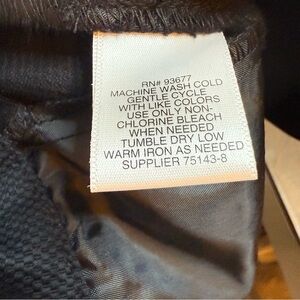 RN# 93677
MACHINE WASH COLD
GENTLE CYCLE
WITH LIKE COLORS
USE ONLY NON-
CHLORINE BLEACH
WHEN NEEDED
TUMBLE DRY LOW
WARM IRON AS NEEDED
SUPPLIER 75143-8